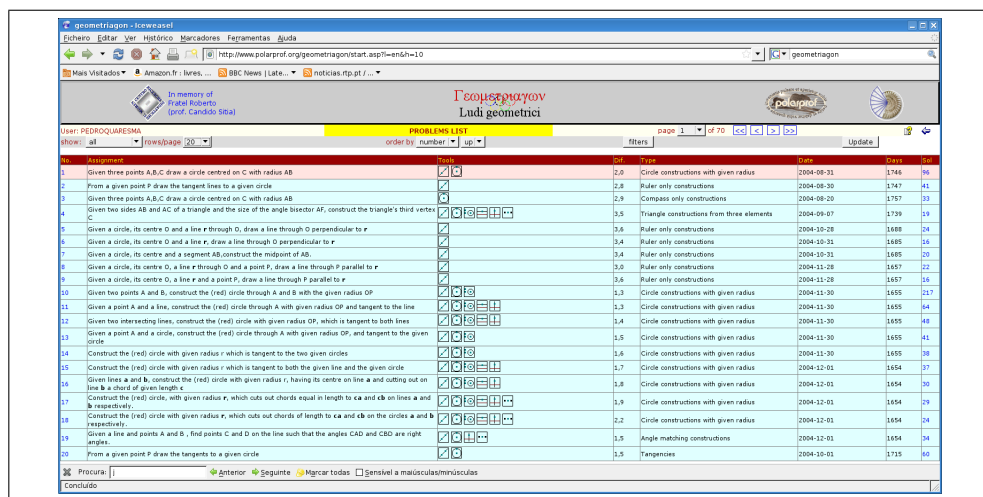 geometriagon - Iceweasel
Ficheiro Editar Ver Histórico Marcadores Ferramentas Ajuda
http://www.polarprof.org/geometriagon/start.asp?l=en&h=10
geometriagon
Mais Visitados Amazon.fr : livres, ... BBC News | Late... noticias.rtp.pt / ...
In memory of
Fratel Roberto
(prof. Candido Sitia)
Γεωμετριαγων
Ludi geometrici
polarprof
User: PEDROQUARESMA PROBLEMS LIST page 1 of 70 << < > >>
show: all rows/page 20 order by number up filters Update
No. Assignment Tools Dif. Type Date Days Sol
1 Given three points A,B,C draw a circle centred on C with radius AB 2,0 Circle constructions with given radius 2004-08-31 1746 96
2 From a given point P draw the tangent lines to a given circle 2,8 Ruler only constructions 2004-08-30 1747 41
3 Given three points A,B,C draw a circle centred on C with radius AB 2,9 Compass only constructions 2004-08-20 1757 33
4 Given two sides AB and AC of a triangle and the size of the angle bisector AF, construct the triangle's third vertex
C 3,5 Triangle constructions from three elements 2004-09-07 1739 19
5 Given a circle, its centre O and a line r through O, draw a line through O perpendicular to r 3,6 Ruler only constructions 2004-10-28 1688 24
6 Given a circle, its centre O and a line r, draw a line through O perpendicular to r 3,4 Ruler only constructions 2004-10-31 1685 16
7 Given a circle, its centre and a segment AB,construct the midpoint of AB. 3,4 Ruler only constructions 2004-10-31 1685 20
8 Given a circle, its centre O, a line r through O and a point P, draw a line through P parallel to r 3,0 Ruler only constructions 2004-11-28 1657 22
9 Given a circle, its centre O, a line r and a point P, draw a line through P parallel to r 3,6 Ruler only constructions 2004-11-28 1657 16
10 Given two points A and B, construct the (red) circle through A and B with the given radius OP 1,3 Circle constructions with given radius 2004-11-30 1655 217
11 Given a point A and a line, construct the (red) circle through A with given radius OP and tangent to the line 1,3 Circle constructions with given radius 2004-11-30 1655 64
12 Given two intersecting lines, construct the (red) circle with given radius OP, which is tangent to both lines 1,4 Circle constructions with given radius 2004-11-30 1655 48
13 Given a point A and a circle, construct the (red) circle through A with given radius OP, and tangent to the given
circle 1,5 Circle constructions with given radius 2004-11-30 1655 41
14 Construct the (red) circle with given radius r which is tangent to the two given circles 1,6 Circle constructions with given radius 2004-11-30 1655 38
15 Construct the (red) circle with given radius r which is tangent to both the given line and the given circle 1,7 Circle constructions with given radius 2004-12-01 1654 37
16 Given lines a and b, construct the (red) circle with given radius r, having its centre on line a and cutting out on
line b a chord of given length c 1,8 Circle constructions with given radius 2004-12-01 1654 30
17 Construct the (red) circle, with given radius r, which cuts out chords equal in length to ca and cb on lines a and
b respectively. 1,9 Circle constructions with given radius 2004-12-01 1654 29
18 Construct the (red) circle with given radius r, which cuts out chords of length to ca and cb on the circles a and b
respectively. 2,2 Circle constructions with given radius 2004-12-01 1654 24
19 Given a line and points A and B , find points C and D on the line such that the angles CAD and CBD are right
angles. 1,5 Angle matching constructions 2004-12-01 1654 34
20 From a given point P draw the tangents to a given circle 1,5 Tangencies 2004-10-01 1715 60
Procura: j Anterior Seguinte Marcar todas Sensível a maiúsculas/minúsculas
Concluído